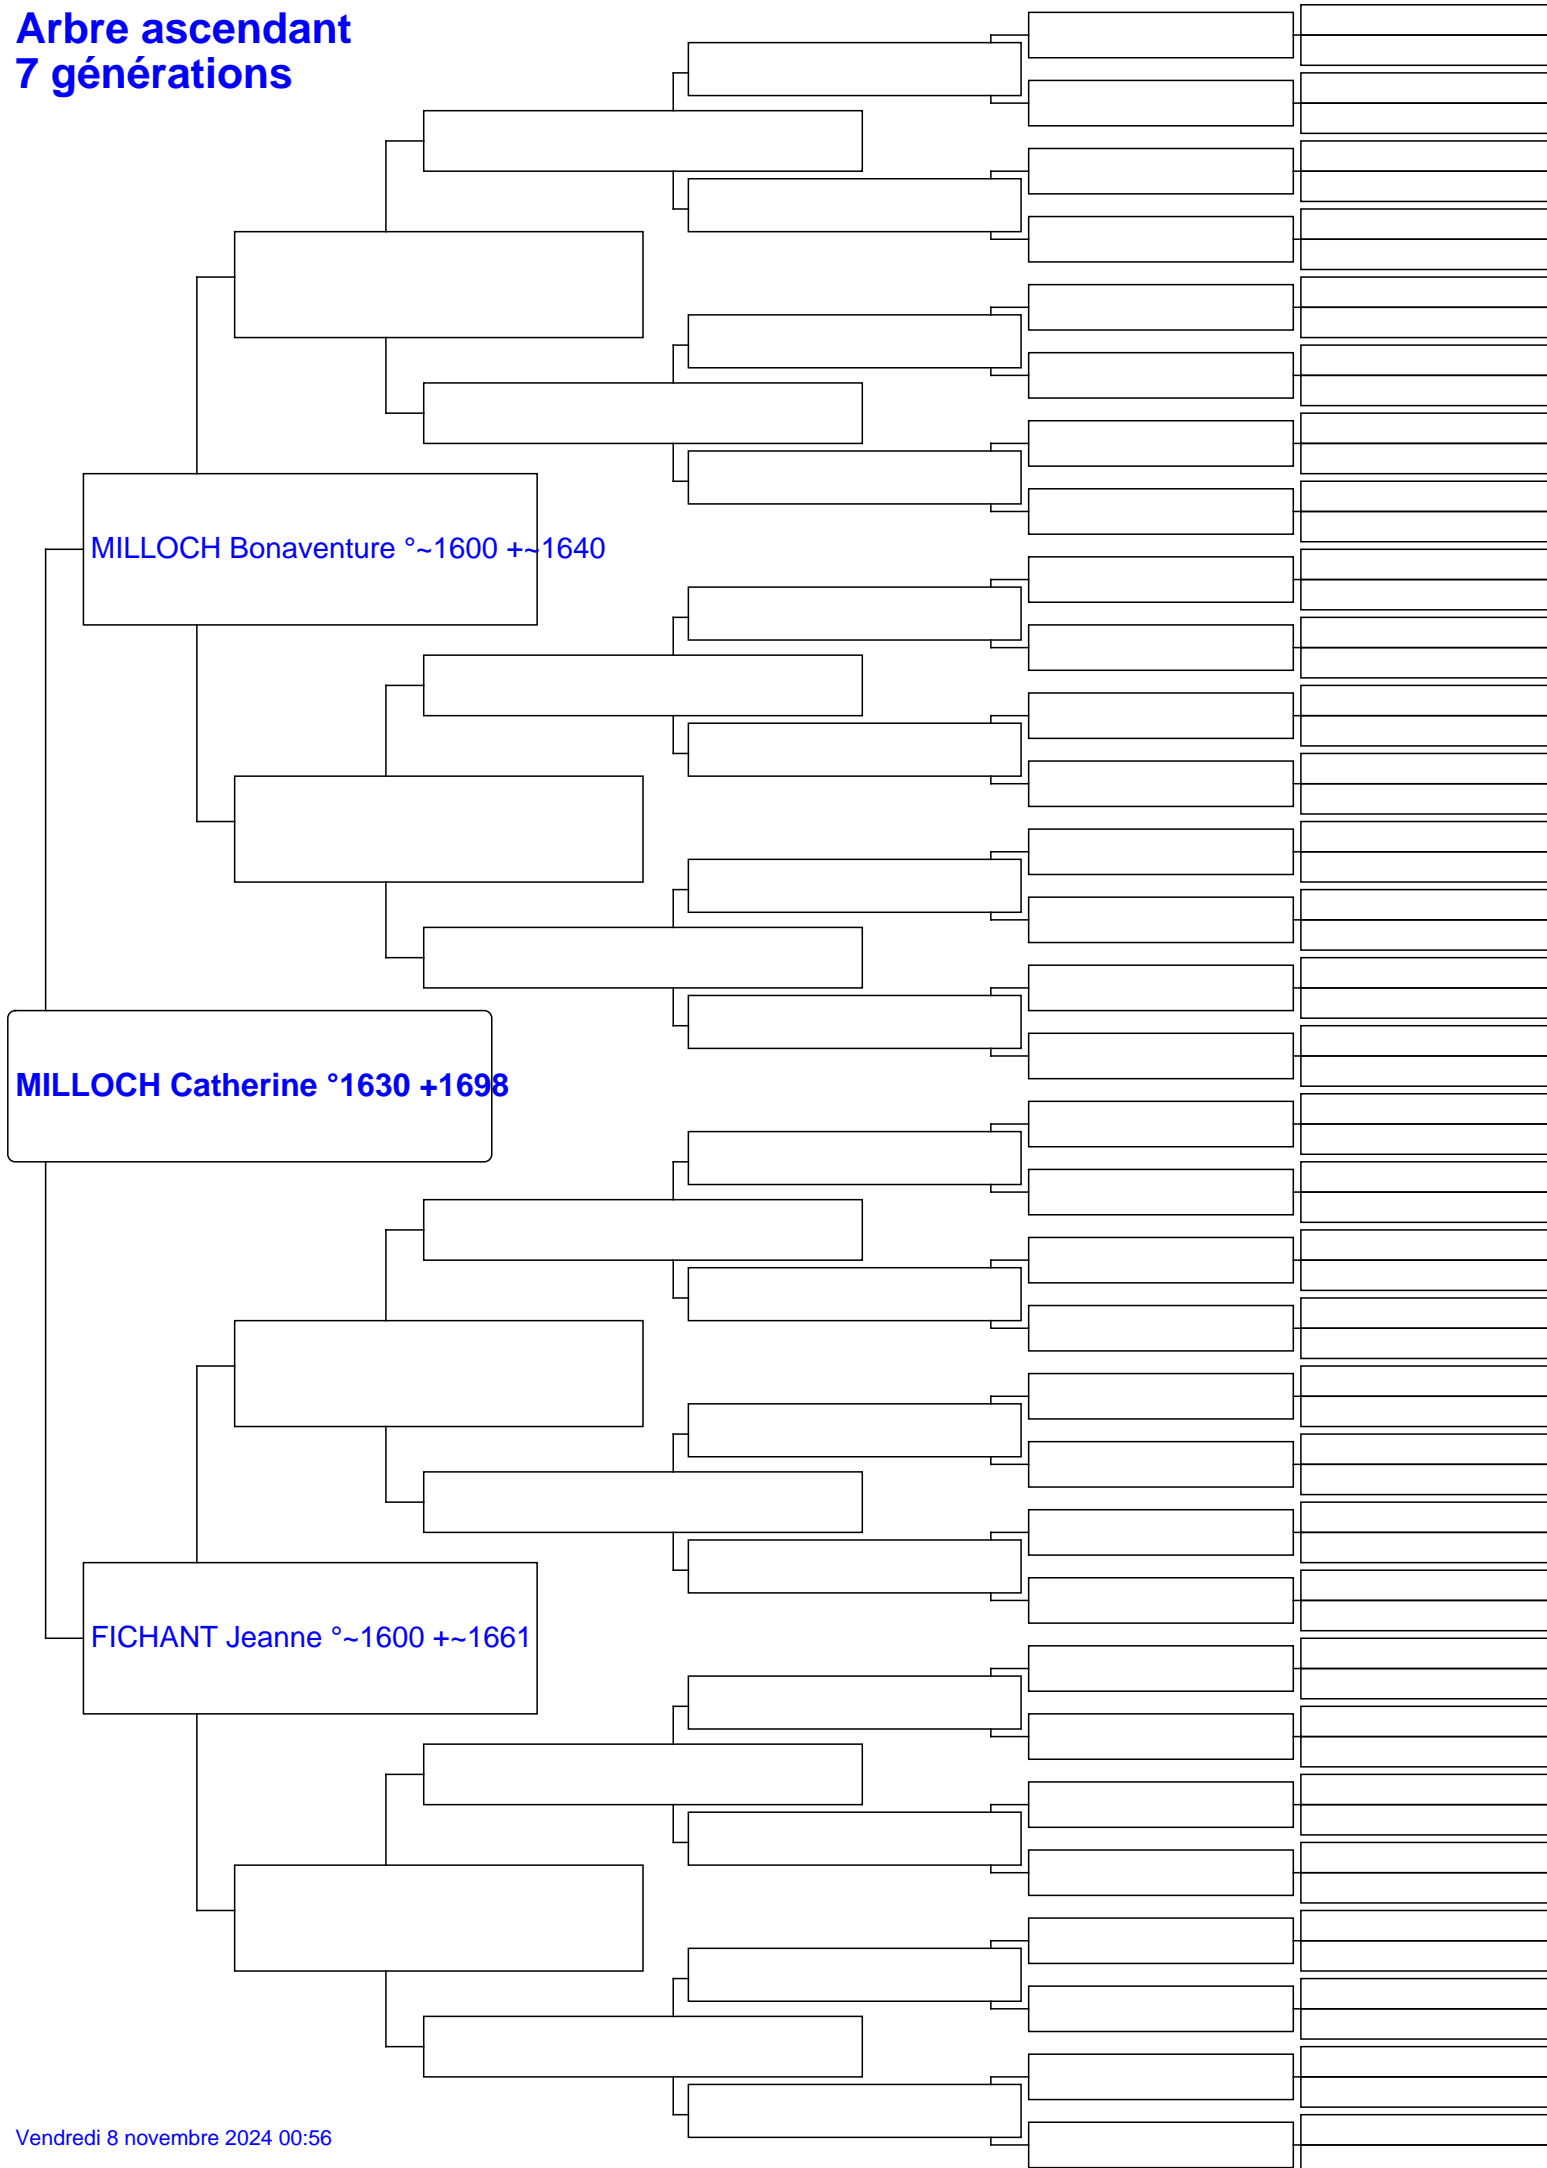 Arbre ascendant
7 générations
MILLOCH Bonaventure °~1600 +~1640
MILLOCH Catherine °1630 +1698
FICHANT Jeanne °~1600 +~1661
Vendredi 8 novembre 2024 00:56